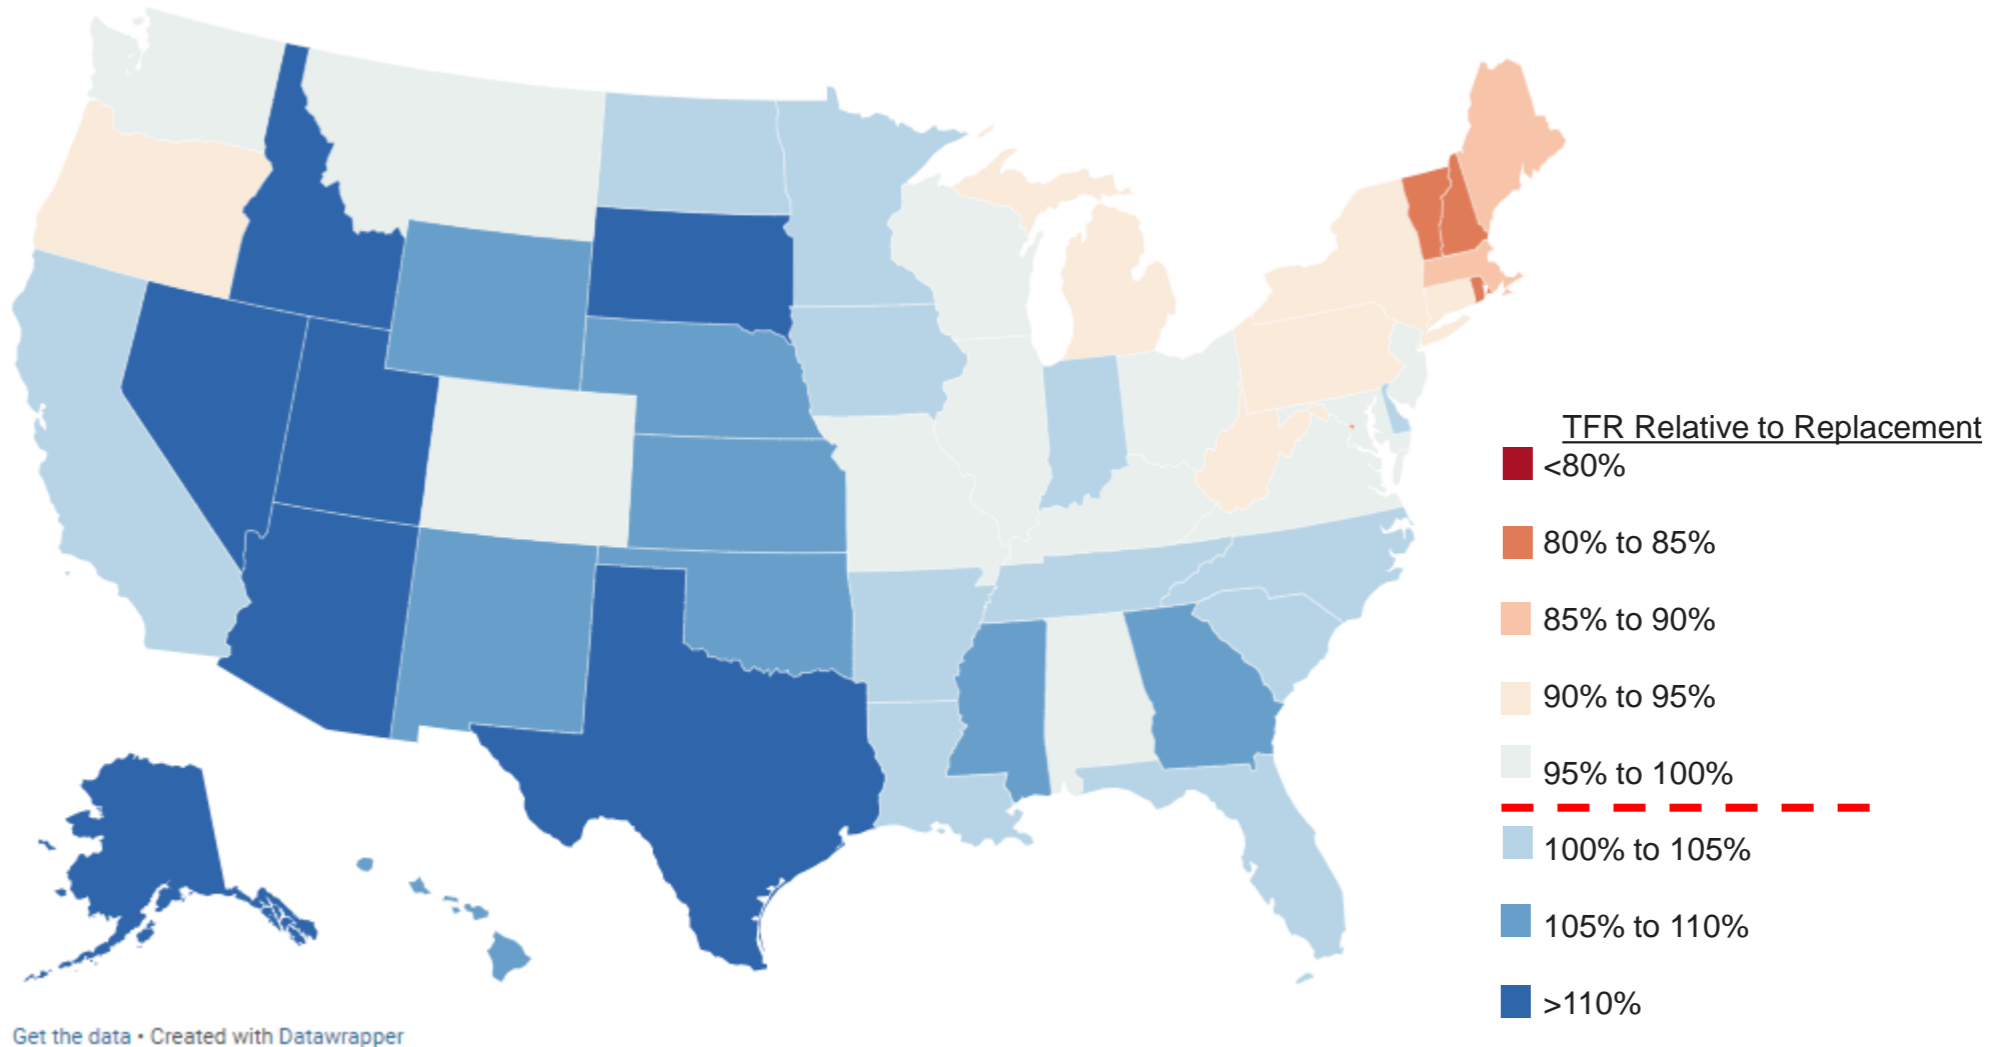 TFR Relative to Replacement
<80%
80% to 85%
85% to 90%
90% to 95%
95% to 100%
100% to 105%
105% to 110%
>110%
Get the data • Created with Datawrapper